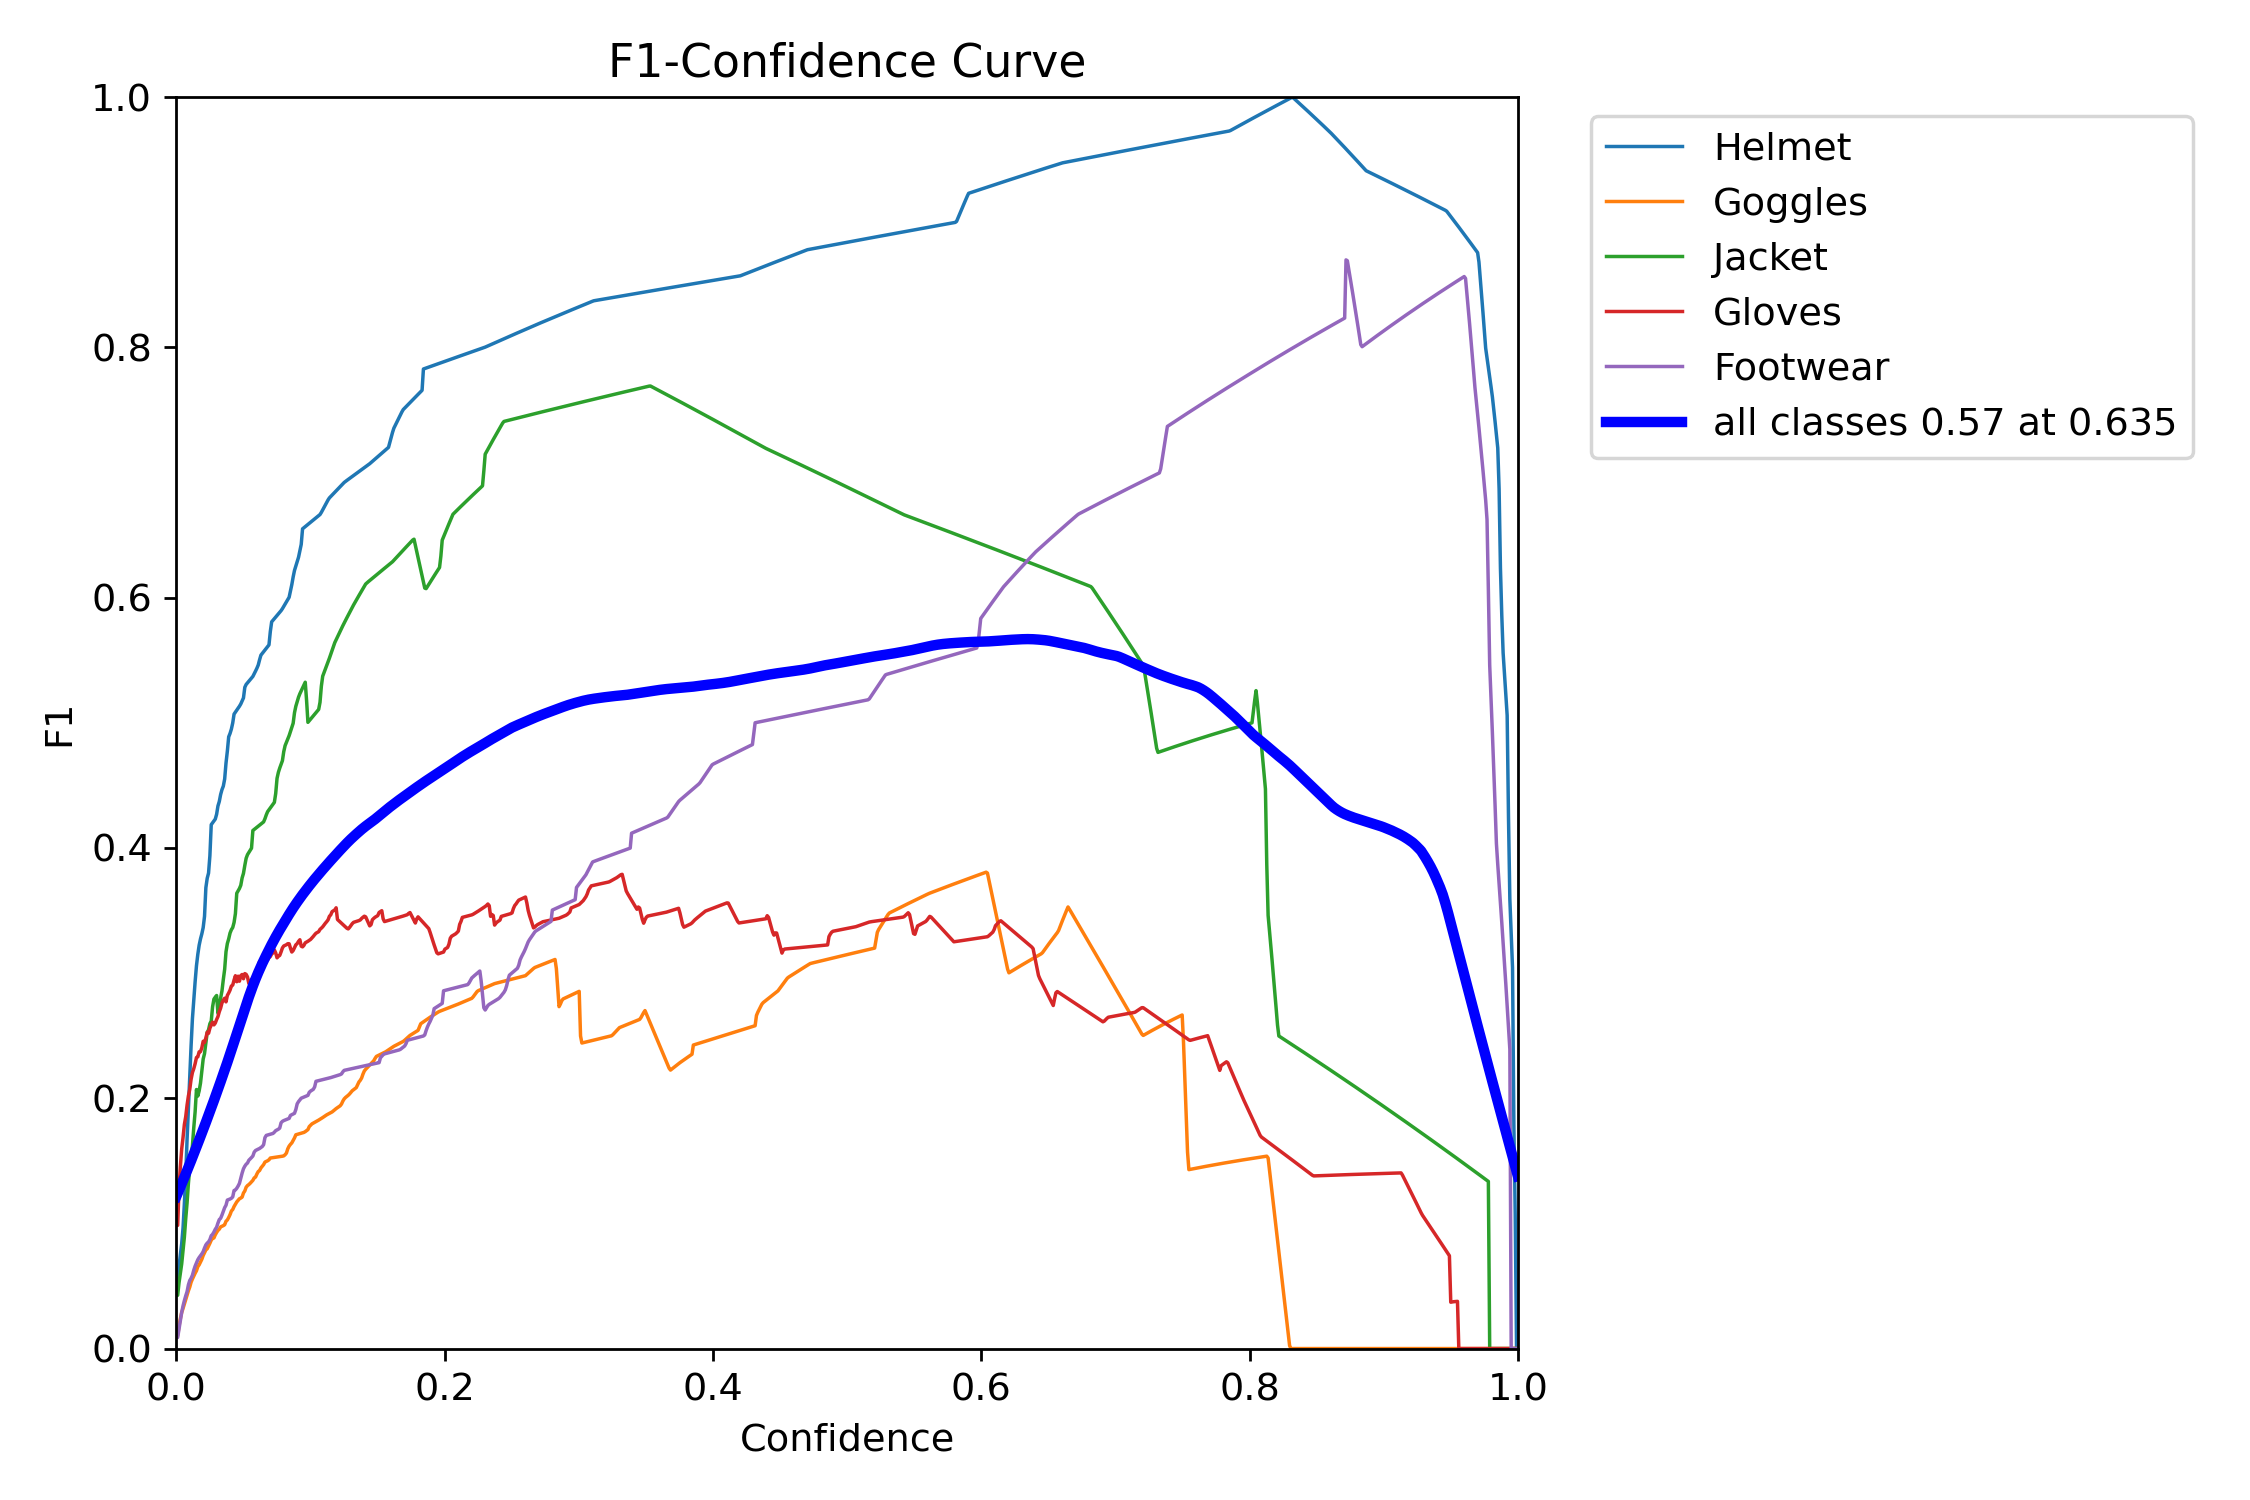 F1-Confidence Curve
1.0
0.8
0.6
0.4
0.2
0.0
F1
0.0 0.2 0.4 0.6 0.8 1.0
Confidence
Helmet
Goggles
Jacket
Gloves
Footwear
all classes 0.57 at 0.635